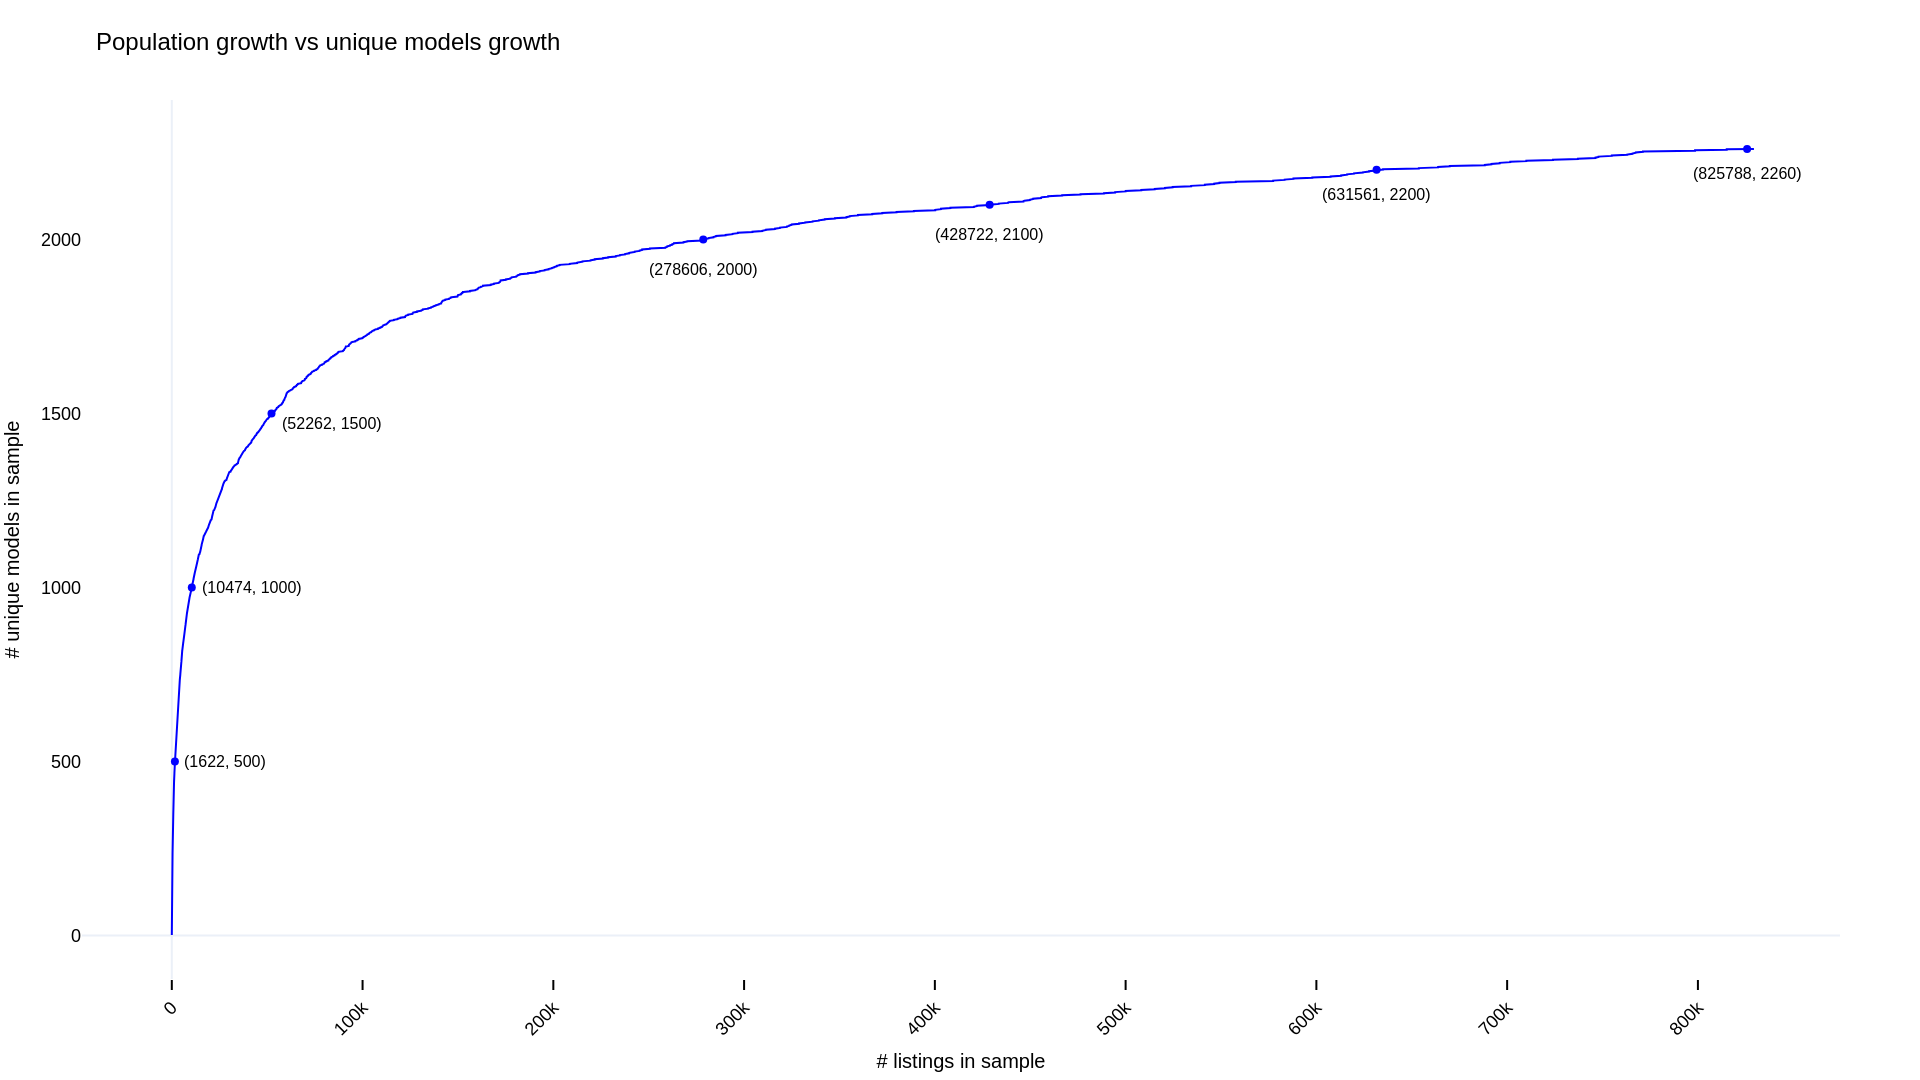 Population growth vs unique models growth
# unique models in sample
2000
1500
1000
500
0
(1622, 500)
(10474, 1000)
(52262, 1500)
(278606, 2000)
(428722, 2100)
(631561, 2200)
(825788, 2260)
0
100k
200k
300k
400k
500k
600k
700k
800k
# listings in sample